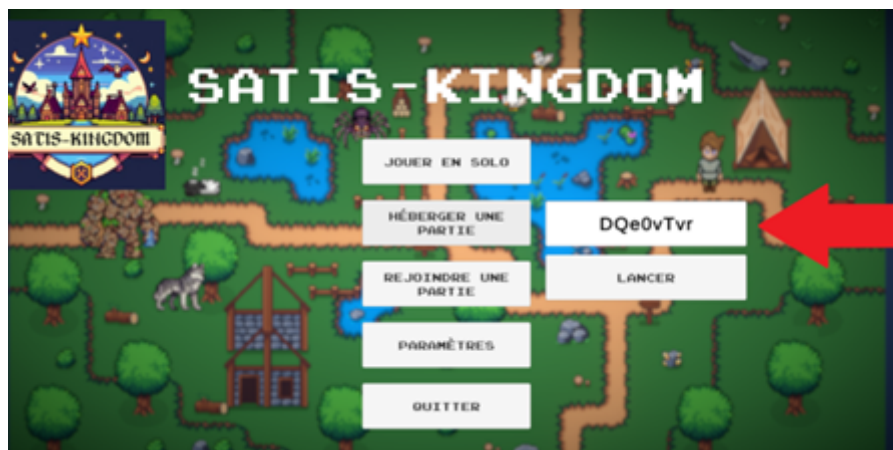 SATIS-KINGDOM
SATIS-KINGDOM
JOUER EN SOLO
HÉBERGER UNE
PARTIE
DQe0vTvr
REJOINDRE UNE
PARTIE
LANCER
PARAMÈTRES
QUITTER